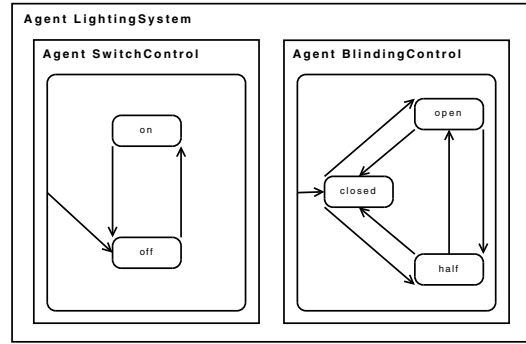 Agent LightingSystem
Agent SwitchControl
on
off
Agent BlindingControl
open
closed
half